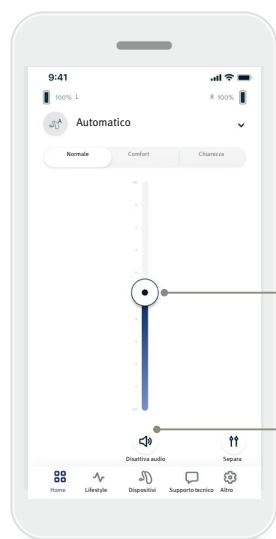 9:41
100% L R 100%
Automatico
Normale Comfort Chiarezza
Disattiva audio Separa
Home Lifestyle Dispositivi Supporto tecnico Altro